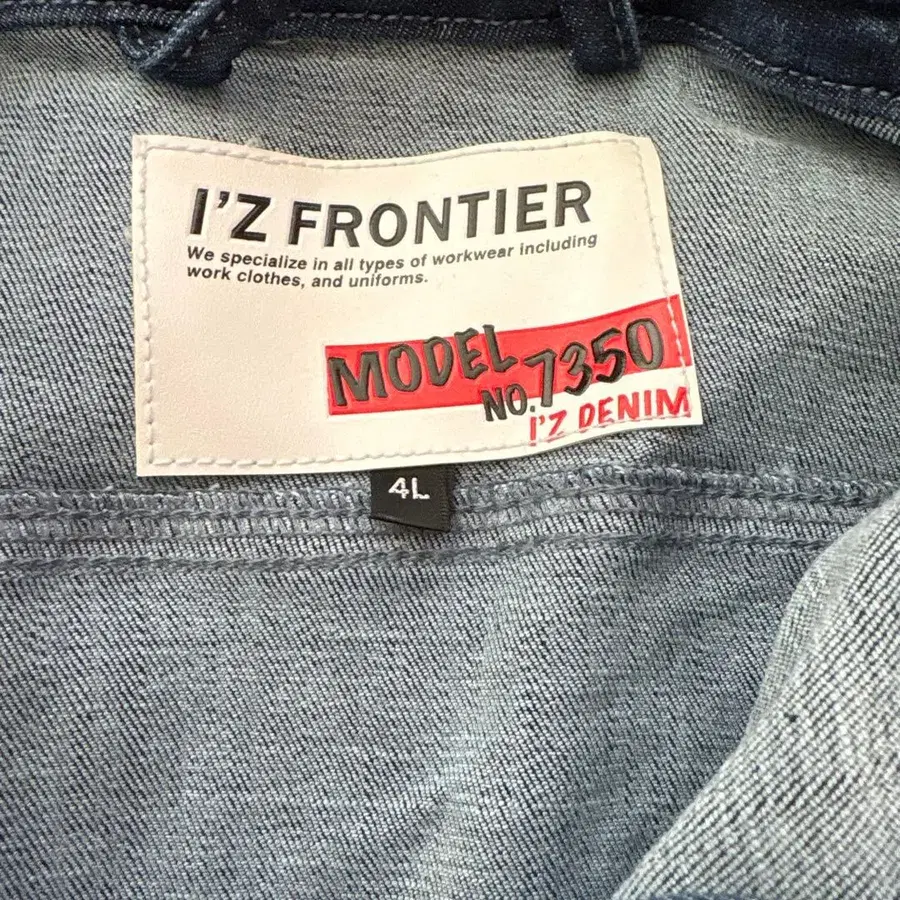 I'Z FRONTIER
We specialize in all types of workwear including
work clothes, and uniforms.
MODEL
NO.7350
I'Z DENIM
4L